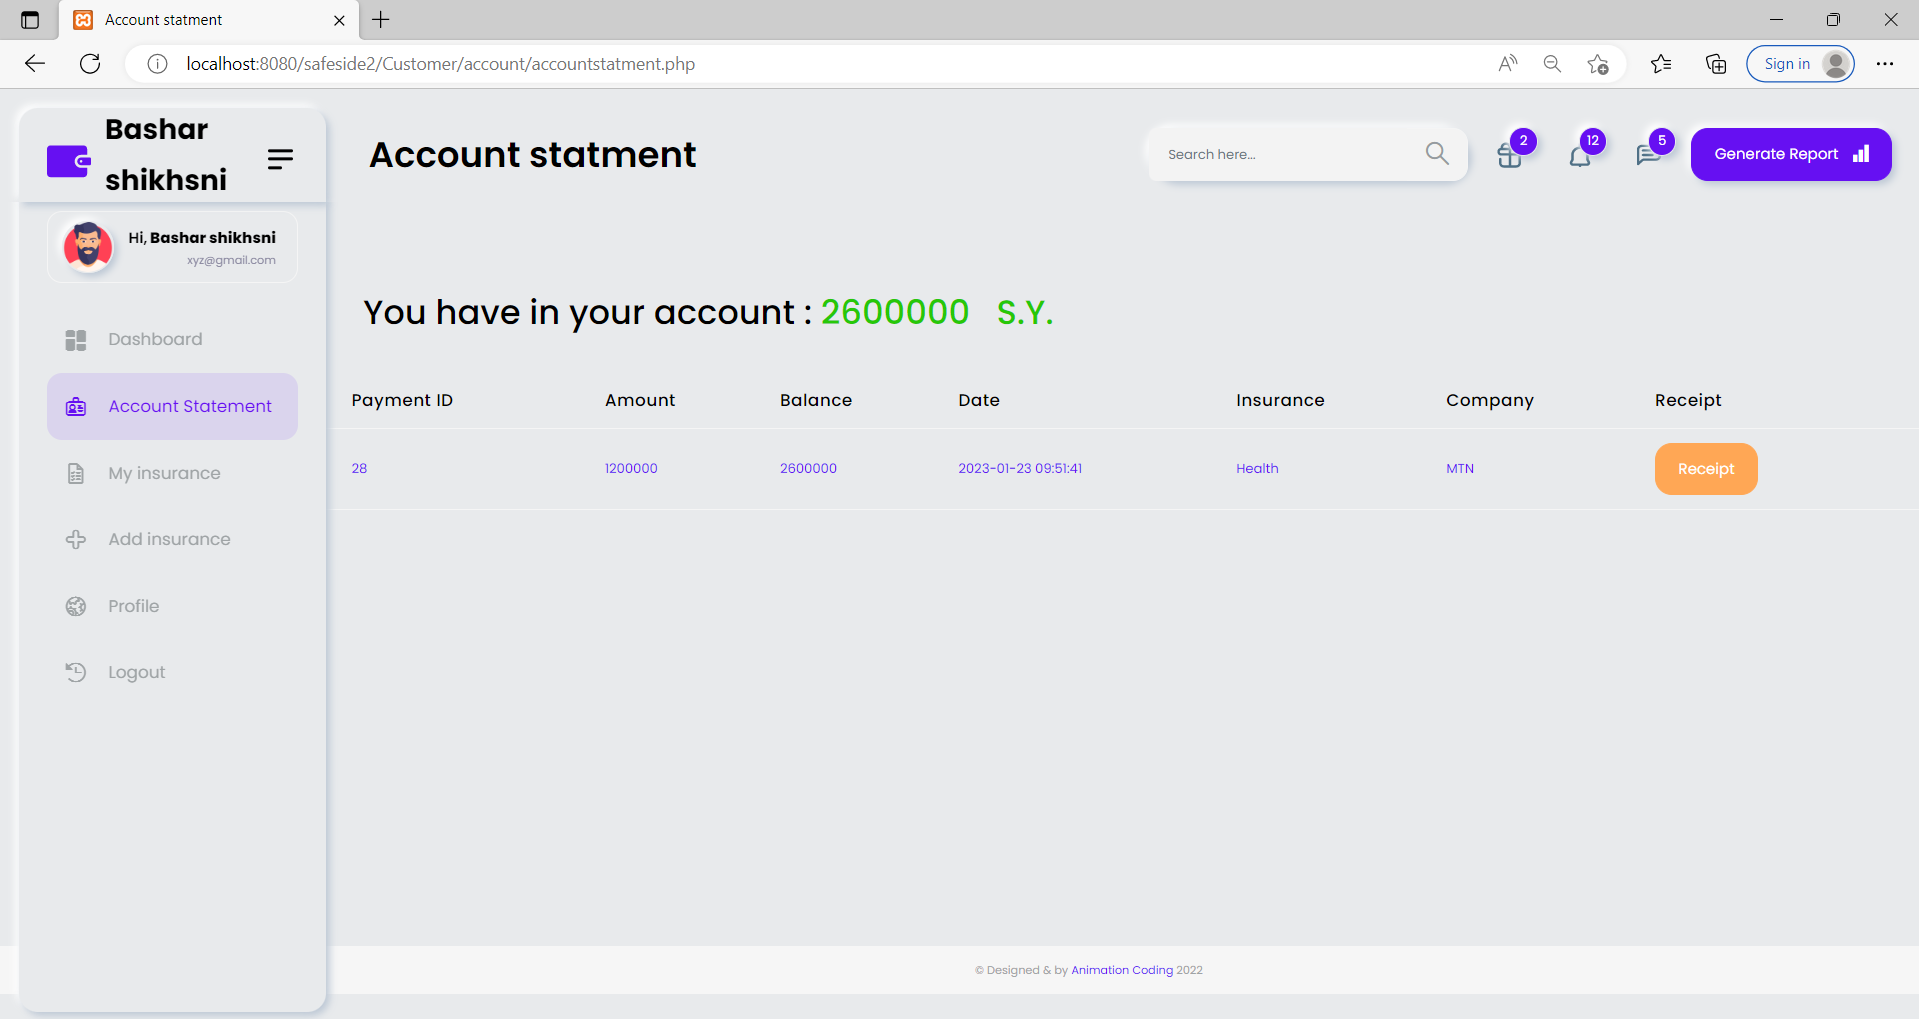 Account statment
localhost:8080/safeside2/Customer/account/accountstatment.php
Sign in
Bashar
shikhsni
Hi, Bashar shikhsni
xyz@gmail.com
Dashboard
Account Statement
My insurance
Add insurance
Profile
Logout
Account statment
Search here...
2
12
5
Generate Report
You have in your account : 2600000 S.Y.
Payment ID Amount Balance Date Insurance Company Receipt
28 1200000 2600000 2023-01-23 09:51:41 Health MTN Receipt
© Designed & by Animation Coding 2022